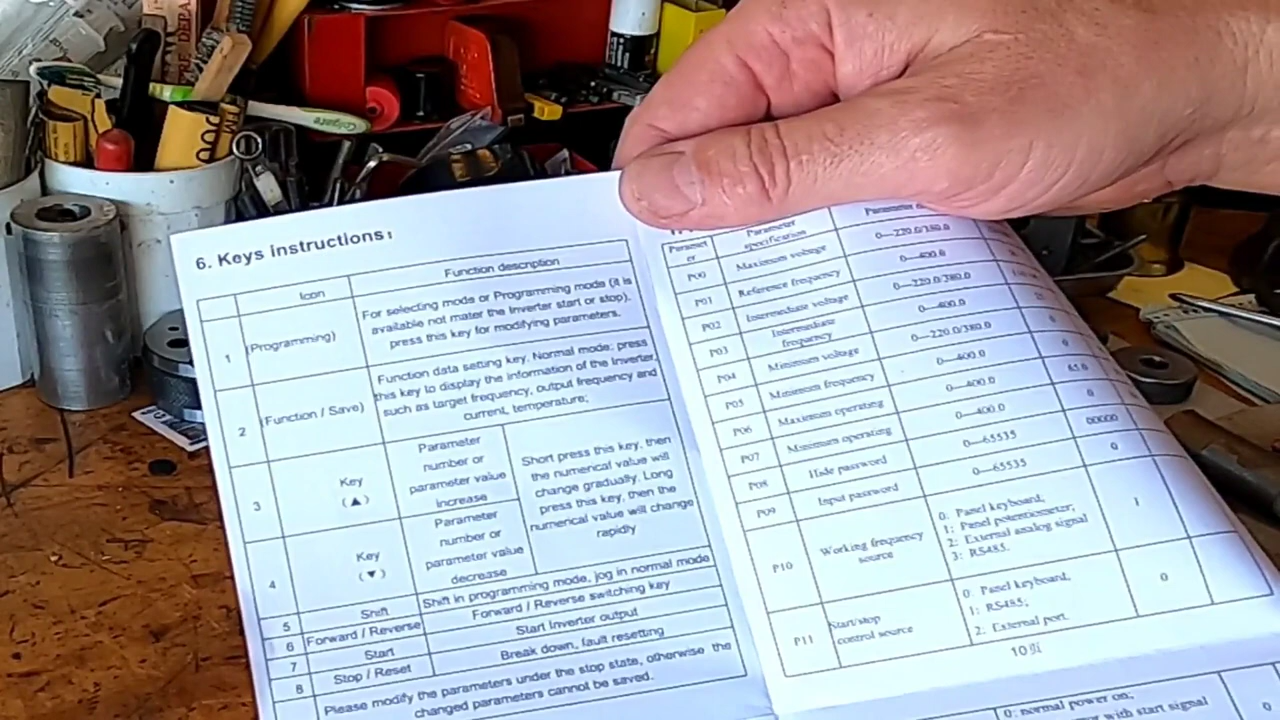 Colgate
6. Keys instructions:
Icon
Function description
1
(Programming)
For selecting mode or Programming mode (it is
available not mater the Inverter start or stop).
press this key for modifying parameters.
2
(Function / Save)
Function data setting key. Normal mode: press
this key to display the information of the Inverter,
such as target frequency, output frequency and
current, temperature;
3
Key
(▲)
Parameter
number or
parameter value
increase
Short press this key, then
the numerical value will
change gradually. Long
press this key, then the
numerical value will change
rapidly
4
Key
(▼)
Parameter
number or
parameter value
decrease
5
Shift
Shift in programming mode, jog in normal mode
6
Forward / Reverse
Forward / Reverse switching key
7
Start
Start Inverter output
8
Stop / Reset
Break down, fault resetting
Please modify the parameters under the stop state, otherwise the
changed parameters cannot be saved.
Paramet
er
Parameter
specification
Parameter
P00
Maximum voltage
0—220.0/380.0
P01
Reference frequency
0—400.0
P02
Intermediate voltage
0—220.0/380.0
P03
Intermediate
frequency
0—400.0
P04
Minimum voltage
0—220.0/380.0
P05
Minimum frequency
0—400.0
0
P06
Maximum operating
0—400.0
P07
Minimum operating
0—400.0
0
P08
Hide password
0—65535
00000
P09
Input password
0—65535
0
P10
Working frequency
source
0: Panel keyboard;
1: Panel potentiometer;
2: External analog signal
3: RS485.
1
P11
Start/stop
control source
0: Panel keyboard,
1: RS485;
2: External port.
0
10
0: normal power on;
with start signal
0